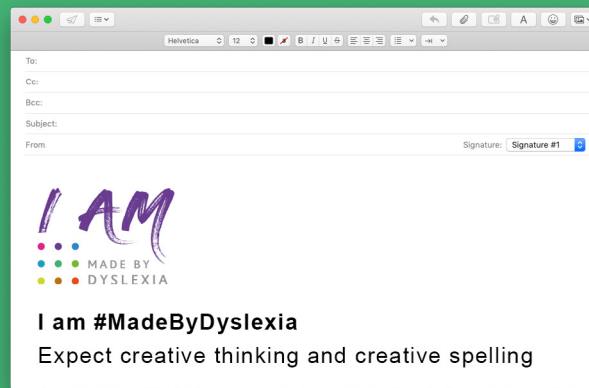 Helvetica 12 B I U S
A
To:
Cc:
Bcc:
Subject:
From
Signature: Signature #1
I AM
MADE BY
DYSLEXIA
I am #MadeByDyslexia
Expect creative thinking and creative spelling